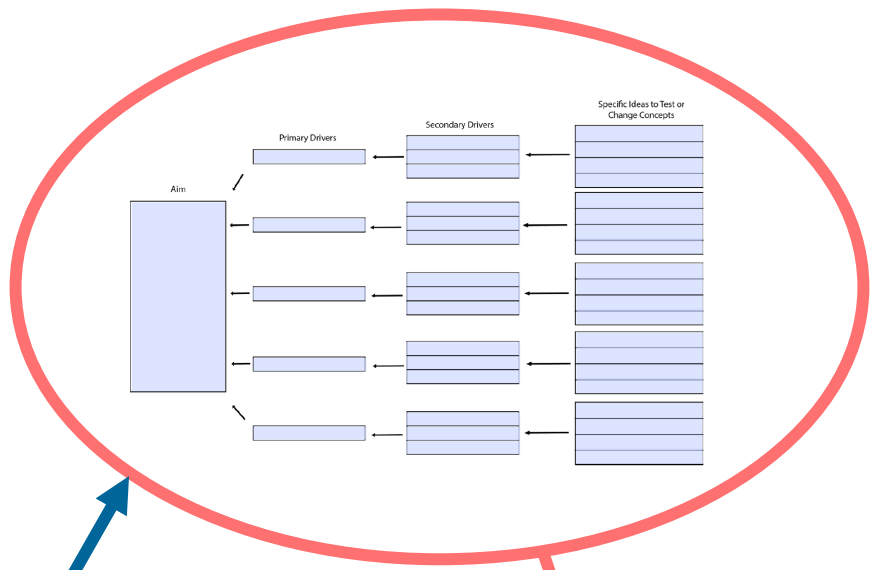 Specific Ideas to Test or
Change Concepts
Secondary Drivers
Primary Drivers
Aim